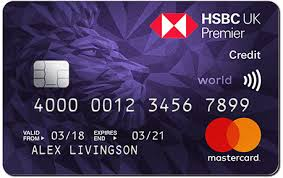 HSBC UK
Premier
Credit
world
4000 0012 3456 7899
VALID FROM 03/18 EXPIRES END 03/21
ALEX LIVINGSON
mastercard